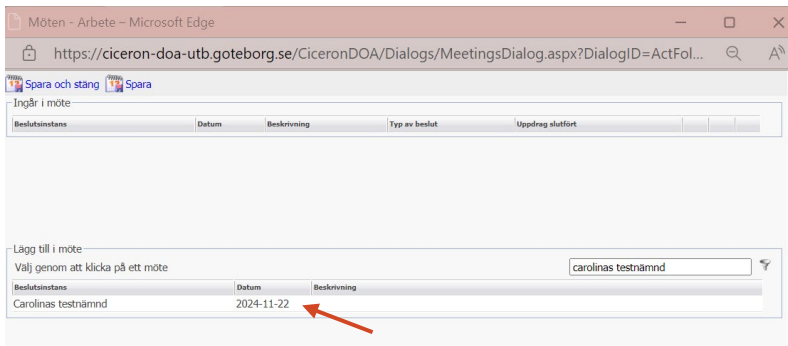 Möten - Arbete – Microsoft Edge
https://ciceron-doa-utb.goteborg.se/CiceronDOA/Dialogs/MeetingsDialog.aspx?DialogID=ActFol... A
Spara och stäng Spara
Ingår i möte
Beslutsinstans Datum Beskrivning Typ av beslut Uppdrag slutfört
Lägg till i möte
Välj genom att klicka på ett möte carolinas testnämnd
Beslutsinstans Datum Beskrivning
Carolinas testnämnd 2024-11-22